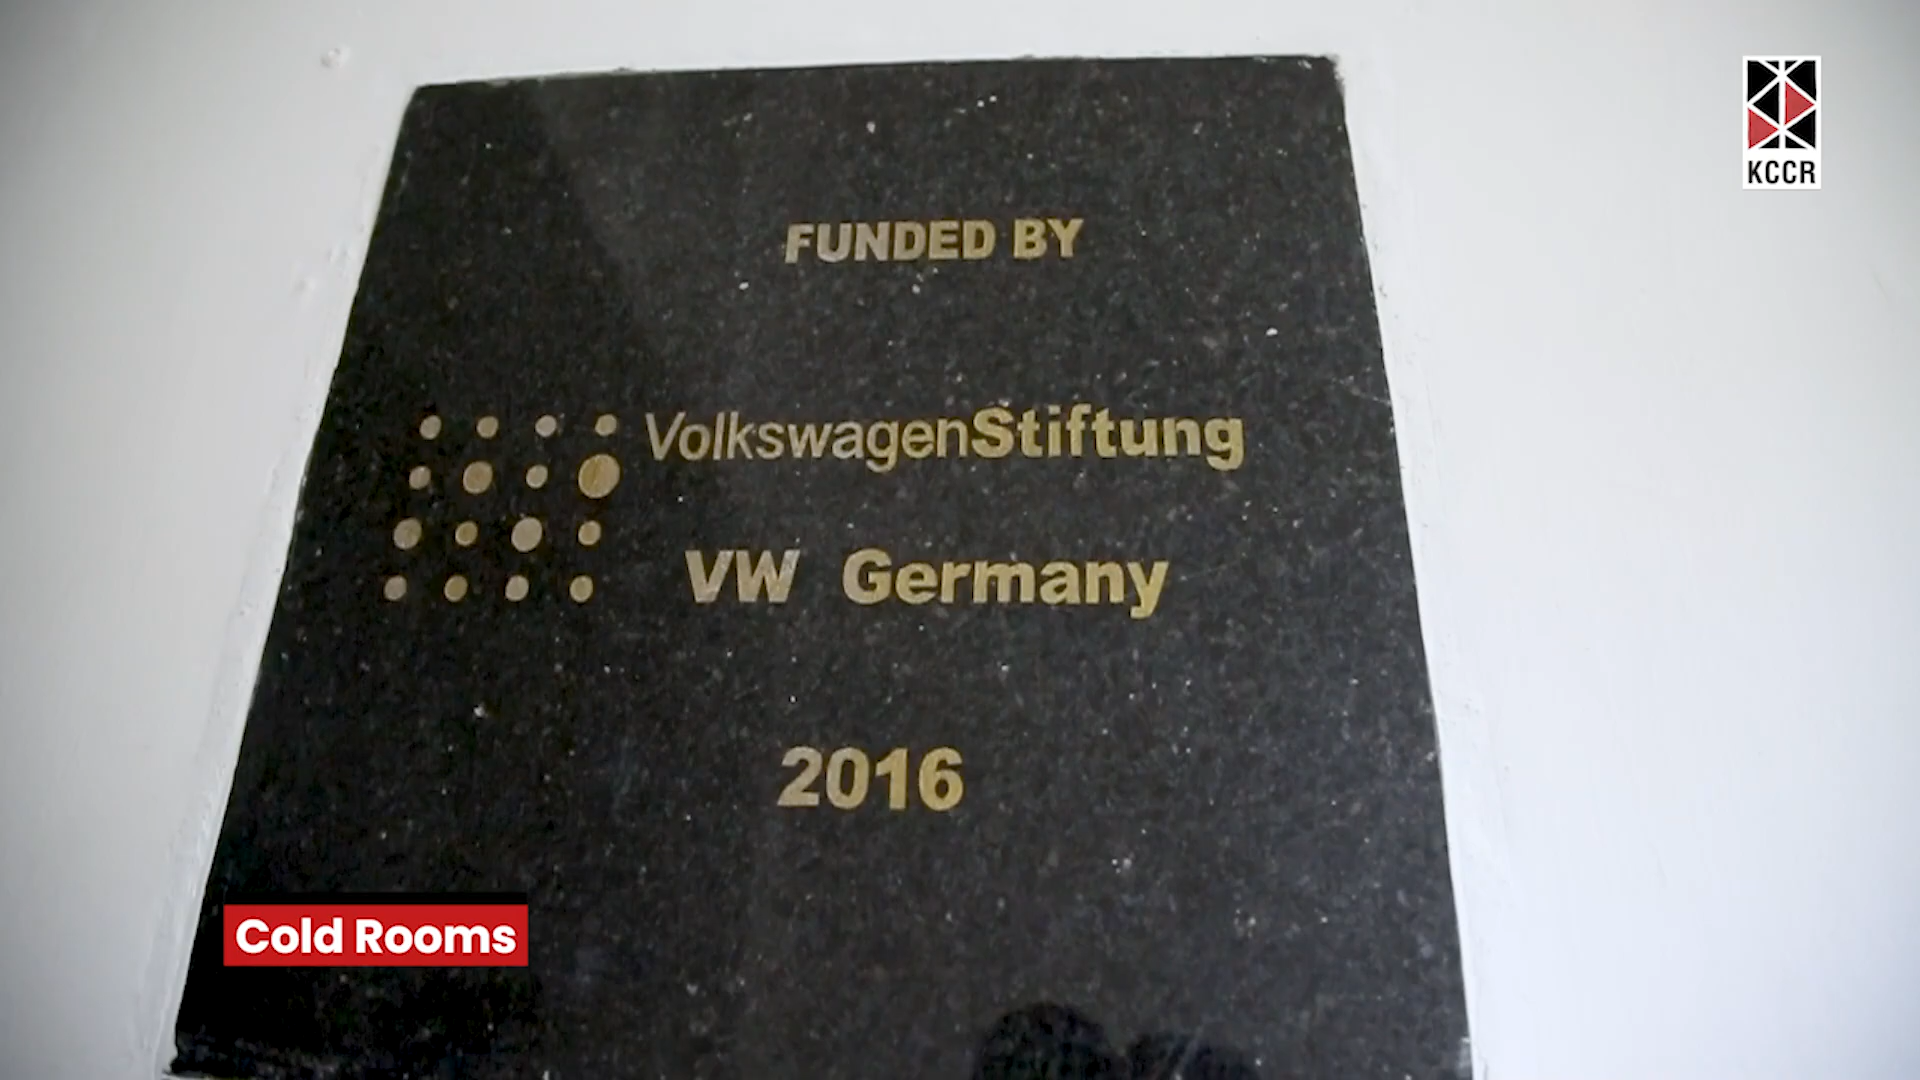 KCCR
FUNDED BY
VolkswagenStiftung
VW Germany
2016
Cold Rooms